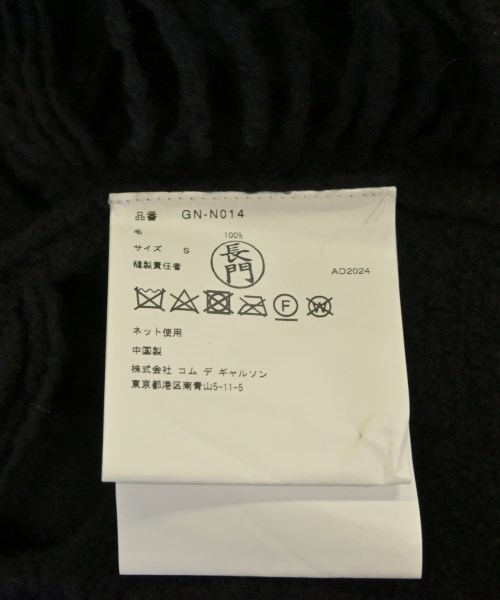 品番 GN-N014
毛 100%
サイズ S
縫製責任者 長門
AD2024
F W
ネット使用
中国製
株式会社 コム デ ギャルソン
東京都港区南青山5-11-5